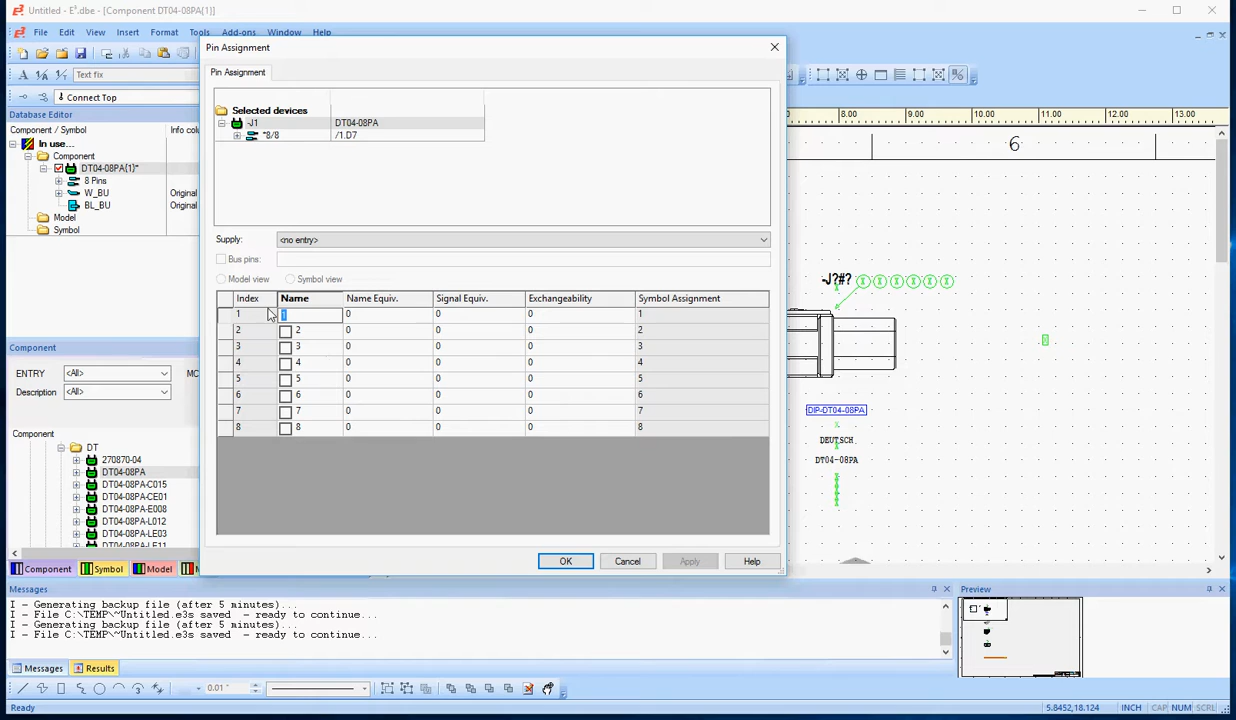 Untitled - E³.dbe - [Component DT04-08PA(1)]
File Edit View Insert Format Tools Window Help
Text fix
Connect Top
Database Editor
Component / Symbol Info colu
In use...
Component
DT04-08PA(1)*
8 Pins
W_BU Original
BL_BU Original
Model
Symbol
Component
ENTRY <All> MC
Description <All>
Component
DT
270870-04
DT04-08PA
DT04-08PA-C015
DT04-08PA-CE01
DT04-08PA-E008
DT04-08PA-L012
DT04-08PA-LE03
DT04-08PA-LE11
Component Symbol Model
Pin Assignment
Pin Assignment
Selected devices
-J1 DT04-08PA
*8/8 /1.D7
Supply: <no entry>
Bus pins:
Model view Symbol view
Index Name Name Equiv. Signal Equiv. Exchangeability Symbol Assignment
1 1 0 0 0 1
2 2 0 0 0 2
3 3 0 0 0 3
4 4 0 0 0 4
5 5 0 0 0 5
6 6 0 0 0 6
7 7 0 0 0 7
8 8 0 0 0 8
OK Cancel Apply Help
8.00 9.00 10.00 11.00
6
-J?#?
DIP-DT04-08PA
DEUTSCH
DT04-08PA
Messages
I - Generating backup file (after 5 minutes)...
I - File C:\TEMP\~Untitled.e3s saved - ready to continue...
I - Generating backup file (after 5 minutes)...
I - File C:\TEMP\~Untitled.e3s saved - ready to continue...
Messages Results
Preview
0.01 "
Ready 5.8452,18.124 INCH CAP NUM SCRL